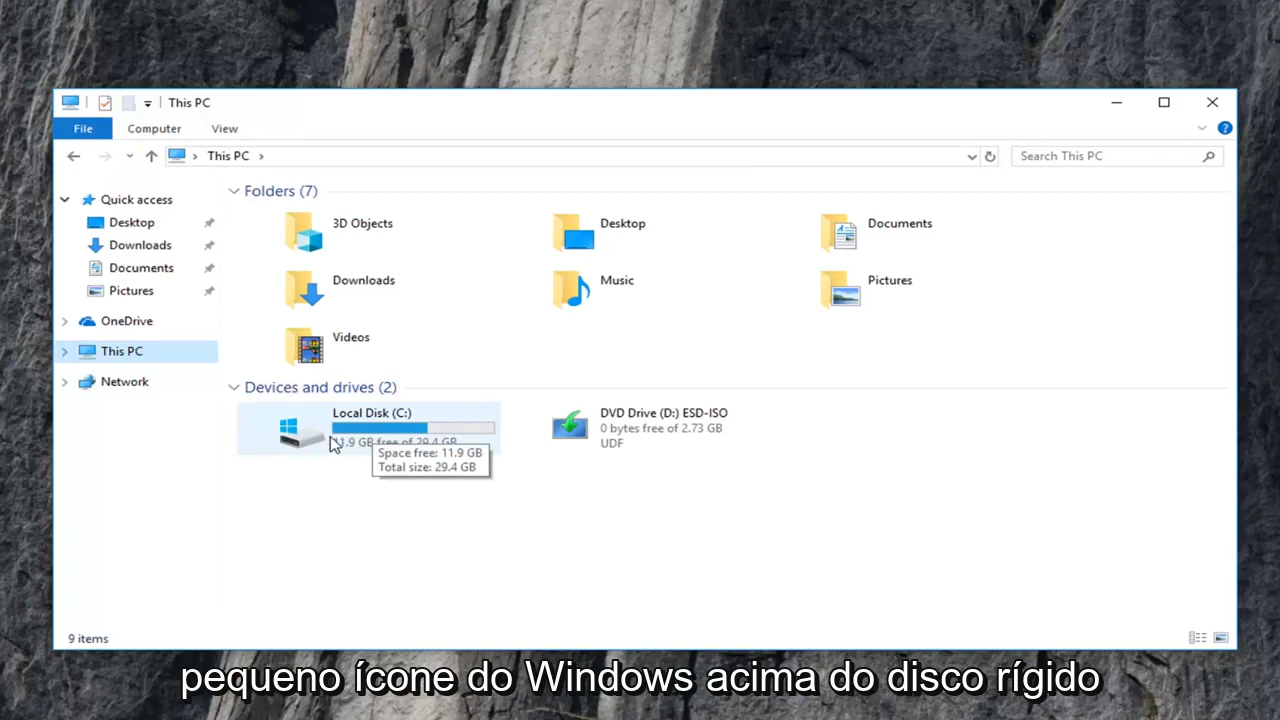 This PC
File
Computer
View
This PC
Search This PC
Quick access
Desktop
Downloads
Documents
Pictures
OneDrive
This PC
Network
Folders (7)
3D Objects
Desktop
Documents
Downloads
Music
Pictures
Videos
Devices and drives (2)
Local Disk (C:)
11.9 GB free of 29.4 GB
Space free: 11.9 GB
Total size: 29.4 GB
DVD Drive (D:) ESD-ISO
0 bytes free of 2.73 GB
UDF
9 items
pequeno ícone do Windows acima do disco rígido